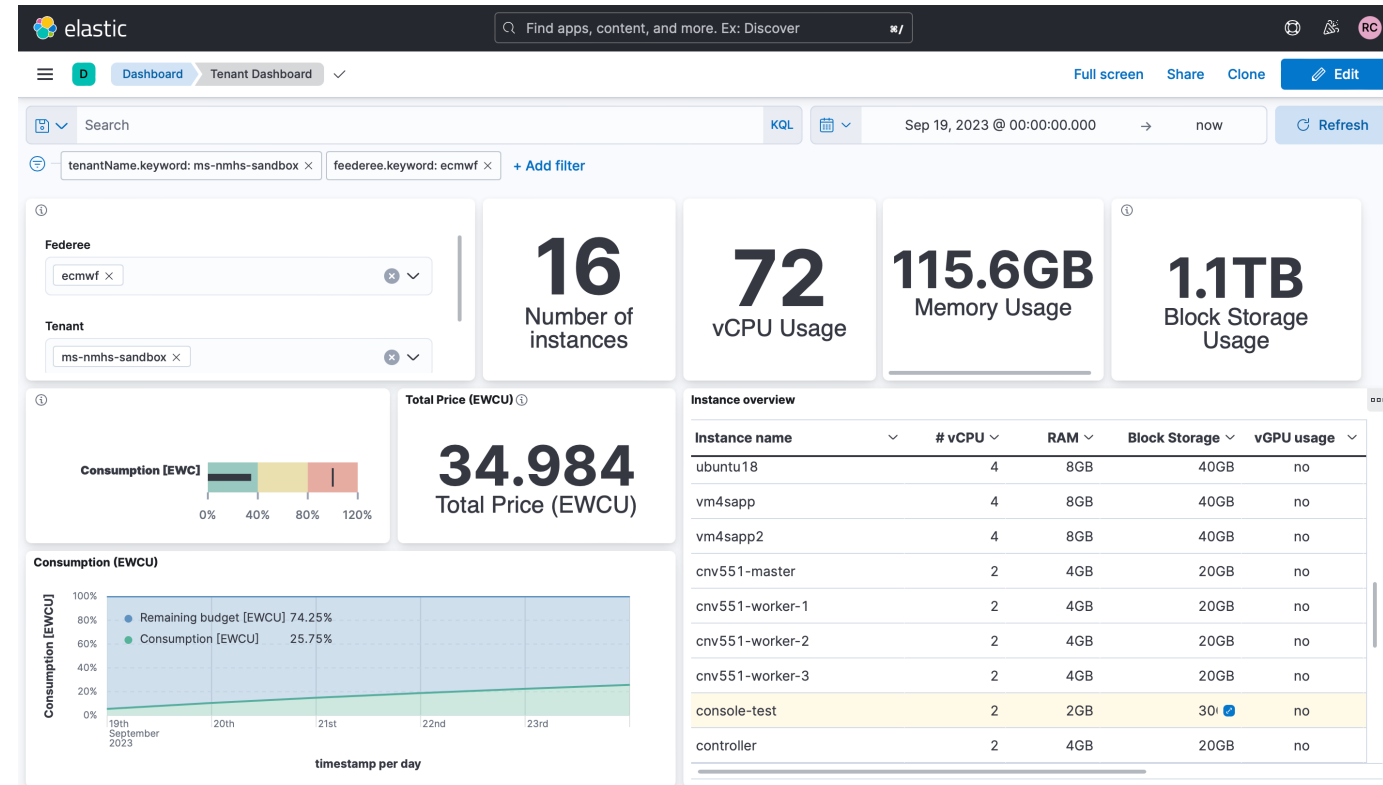 elastic
Find apps, content, and more. Ex: Discover
⌘/
RC
D
Dashboard
Tenant Dashboard
Full screen
Share
Clone
Edit
Search
KQL
Sep 19, 2023 @ 00:00:00.000
→
now
Refresh
tenantName.keyword: ms-nmhs-sandbox ×
feederee.keyword: ecmwf ×
+ Add filter
Federee
ecmwf ×
Tenant
ms-nmhs-sandbox ×
16
Number of
instances
72
vCPU Usage
115.6GB
Memory Usage
1.1TB
Block Storage
Usage
Consumption [EWC]
0% 40% 80% 120%
Total Price (EWCU)
34.984
Total Price (EWCU)
Consumption (EWCU)
Consumption [EWCU]
100%
80%
60%
40%
20%
0%
Remaining budget [EWCU] 74.25%
Consumption [EWCU] 25.75%
19th
September
2023
20th
21st
22nd
23rd
timestamp per day
Instance overview
Instance name # vCPU RAM Block Storage vGPU usage
ubuntu18 4 8GB 40GB no
vm4sapp 4 8GB 40GB no
vm4sapp2 4 8GB 40GB no
cnv551-master 2 4GB 20GB no
cnv551-worker-1 2 4GB 20GB no
cnv551-worker-2 2 4GB 20GB no
cnv551-worker-3 2 4GB 20GB no
console-test 2 2GB 30 no
controller 2 4GB 20GB no